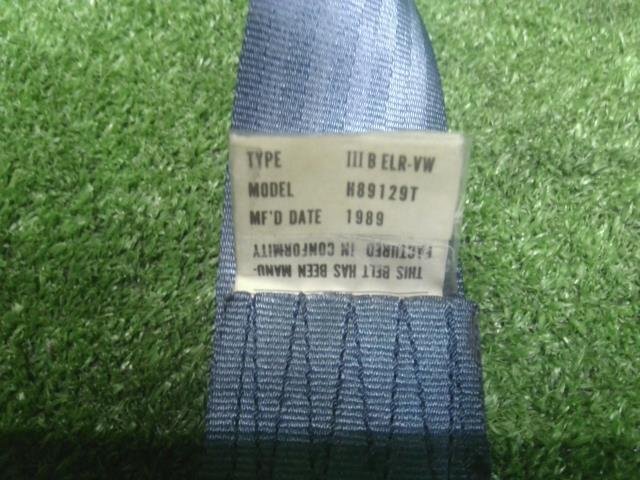 TYPE III B ELR-VW
MODEL H89129T
MF'D DATE 1989
THIS BELT HAS BEEN MANU-
FACTURED IN CONFORMITY